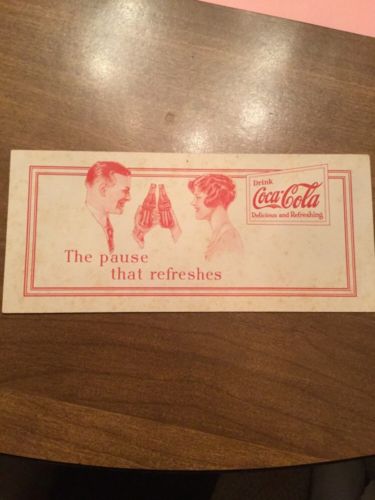 The pause
that refreshes
Drink
Coca-Cola
Delicious and Refreshing